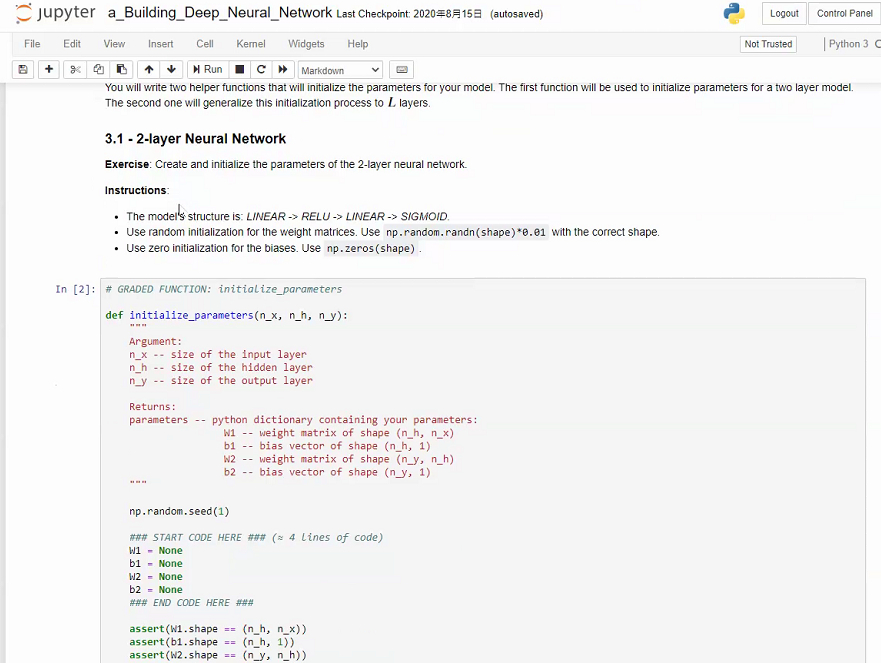 jupyter a_Building_Deep_Neural_Network Last Checkpoint: 2020年8月15日 (autosaved) Logout Control Panel
File Edit View Insert Cell Kernel Widgets Help Not Trusted Python 3
Run Markdown
You will write two helper functions that will initialize the parameters for your model. The first function will be used to initialize parameters for a two layer model.
The second one will generalize this initialization process to L layers.
3.1 - 2-layer Neural Network
Exercise: Create and initialize the parameters of the 2-layer neural network.
Instructions:
• The model's structure is: LINEAR -> RELU -> LINEAR -> SIGMOID.
• Use random initialization for the weight matrices. Use np.random.randn(shape)*0.01 with the correct shape.
• Use zero initialization for the biases. Use np.zeros(shape).
In [2]: # GRADED FUNCTION: initialize_parameters
def initialize_parameters(n_x, n_h, n_y):
"""
Argument:
n_x -- size of the input layer
n_h -- size of the hidden layer
n_y -- size of the output layer
Returns:
parameters -- python dictionary containing your parameters:
W1 -- weight matrix of shape (n_h, n_x)
b1 -- bias vector of shape (n_h, 1)
W2 -- weight matrix of shape (n_y, n_h)
b2 -- bias vector of shape (n_y, 1)
"""
np.random.seed(1)
### START CODE HERE ### (≈ 4 lines of code)
W1 = None
b1 = None
W2 = None
b2 = None
### END CODE HERE ###
assert(W1.shape == (n_h, n_x))
assert(b1.shape == (n_h, 1))
assert(W2.shape == (n_y, n_h))